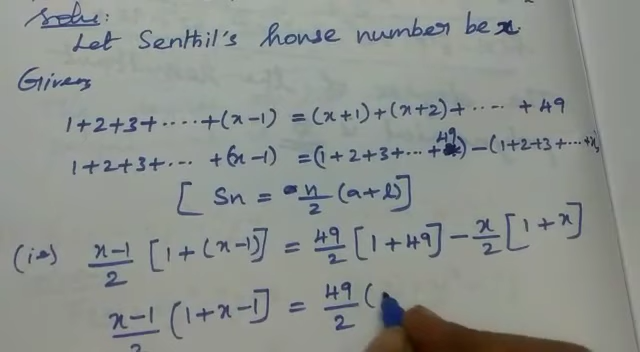 Solu:
Let Senthil's house number be x
Given
1+2+3+.....+(x-1) = (x+1)+(x+2)+..... +49
1+2+3+... +(x-1) = (1+2+3+...+49)-(1+2+3+...+x)
[ Sn = n/2 (a+l)]
(ie) x-1/2 [1+(x-1)] = 49/2 [1+49] - x/2 [1+x]
x-1/2 (1+x-1] = 49/2 (